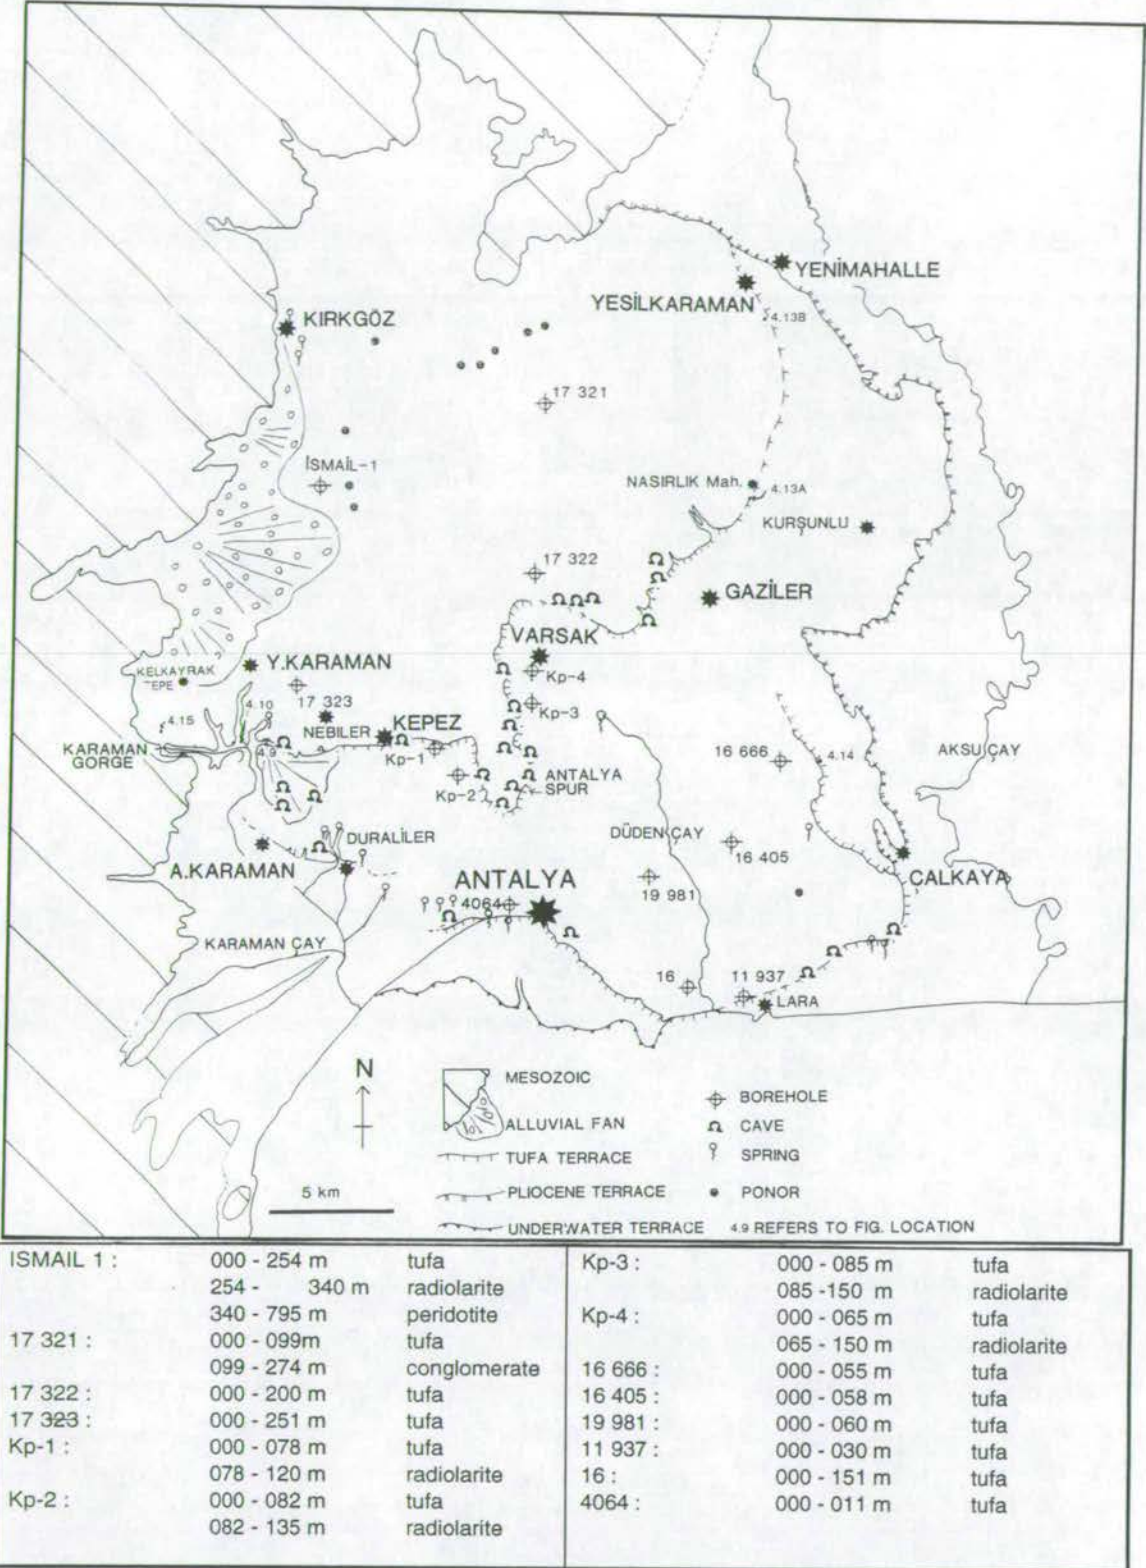 YENİMAHALLE
YESİLKARAMAN
4.13B
KIRKGÖZ
17 321
İSMAİL-1
NASIRLIK Mah.
4.13A
KURŞUNLU
17 322
GAZİLER
VARSAK
KELKAYRAK
TEPE
Y.KARAMAN
Kp-4
4.10
17 323
Kp-3
4.15
NEBILER
KEPEZ
KARAMAN
GORGE
4.9
Kp-1
16 666
4.14
AKSU ÇAY
Kp-2
ANTALYA
SPUR
DURALİLER
DÜDEN ÇAY
16 405
A.KARAMAN
ANTALYA
19 981
ÇALKAYA
4064
KARAMAN ÇAY
16
11 937
LARA
N
MESOZOIC
BOREHOLE
ALLUVIAL FAN
CAVE
TUFA TERRACE
SPRING
5 km
PLIOCENE TERRACE
PONOR
UNDERWATER TERRACE
4.9 REFERS TO FIG. LOCATION
ISMAIL 1 : 000 - 254 m tufa
254 - 340 m radiolarite
340 - 795 m peridotite
17 321 : 000 - 099m tufa
099 - 274 m conglomerate
17 322 : 000 - 200 m tufa
17 323 : 000 - 251 m tufa
Kp-1 : 000 - 078 m tufa
078 - 120 m radiolarite
Kp-2 : 000 - 082 m tufa
082 - 135 m radiolarite
Kp-3 : 000 - 085 m tufa
085 -150 m radiolarite
Kp-4 : 000 - 065 m tufa
065 - 150 m radiolarite
16 666 : 000 - 055 m tufa
16 405 : 000 - 058 m tufa
19 981 : 000 - 060 m tufa
11 937 : 000 - 030 m tufa
16 : 000 - 151 m tufa
4064 : 000 - 011 m tufa